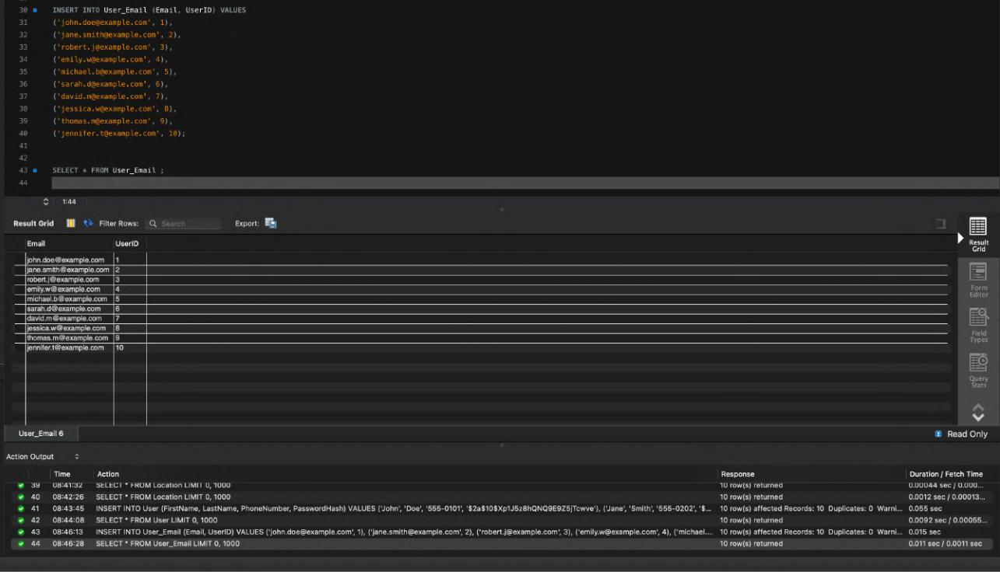 30 INSERT INTO User_Email (Email, UserID) VALUES
31 ('john.doe@example.com', 1),
32 ('jane.smith@example.com', 2),
33 ('robert.j@example.com', 3),
34 ('emily.w@example.com', 4),
35 ('michael.b@example.com', 5),
36 ('sarah.d@example.com', 6),
37 ('david.m@example.com', 7),
38 ('jessica.w@example.com', 8),
39 ('thomas.m@example.com', 9),
40 ('jennifer.t@example.com', 10);
41
42
43 SELECT * FROM User_Email ;
44
1:44
Result Grid Filter Rows: Search Export:
Result Grid
Form Editor
Field Types
Query Stats
Email UserID
john.doe@example.com 1
jane.smith@example.com 2
robert.j@example.com 3
emily.w@example.com 4
michael.b@example.com 5
sarah.d@example.com 6
david.m@example.com 7
jessica.w@example.com 8
thomas.m@example.com 9
jennifer.t@example.com 10
User_Email 6 Read Only
Action Output
Time Action Response Duration / Fetch Time
39 08:41:32 SELECT * FROM Location LIMIT 0, 1000 10 row(s) returned 0.00044 sec / 0.000...
40 08:42:26 SELECT * FROM Location LIMIT 0, 1000 10 row(s) returned 0.0012 sec / 0.00013...
41 08:43:45 INSERT INTO User (FirstName, LastName, PhoneNumber, PasswordHash) VALUES ('John', 'Doe', '555-0101', '$2a$10$Xp1J5z8hQNQ9E9Z5jTcwve'), ('Jane', 'Smith', '555-0202', '$... 10 row(s) affected Records: 10 Duplicates: 0 Warni... 0.055 sec
42 08:44:08 SELECT * FROM User LIMIT 0, 1000 10 row(s) returned 0.0092 sec / 0.00055...
43 08:46:13 INSERT INTO User_Email (Email, UserID) VALUES ('john.doe@example.com', 1), ('jane.smith@example.com', 2), ('robert.j@example.com', 3), ('emily.w@example.com', 4), ('michael.... 10 row(s) affected Records: 10 Duplicates: 0 Warni... 0.015 sec
44 08:46:28 SELECT * FROM User_Email LIMIT 0, 1000 10 row(s) returned 0.011 sec / 0.0011 sec